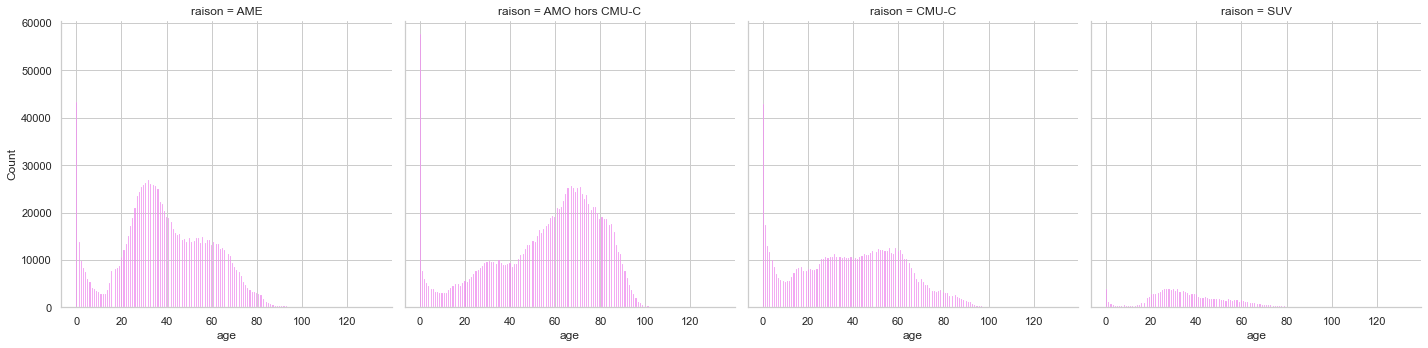 raison = AME
raison = AMO hors CMU-C
raison = CMU-C
raison = SUV
60000
50000
40000
30000
20000
10000
0
Count
0 20 40 60 80 100 120
0 20 40 60 80 100 120
0 20 40 60 80 100 120
0 20 40 60 80 100 120
age
age
age
age